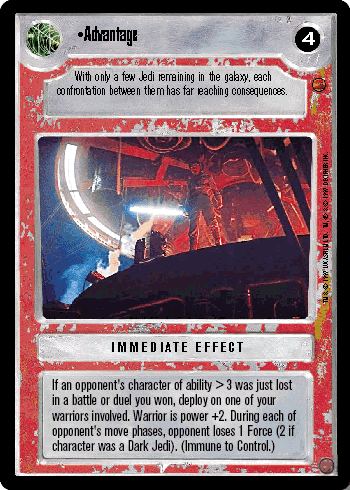 •Advantage
4
With only a few Jedi remaining in the galaxy, each
confrontation between them has far reaching consequences.
IMMEDIATE EFFECT
If an opponent's character of ability > 3 was just lost
in a battle or duel you won, deploy on one of your
warriors involved. Warrior is power +2. During each of
opponent's move phases, opponent loses 1 Force (2 if
character was a Dark Jedi). (Immune to Control.)